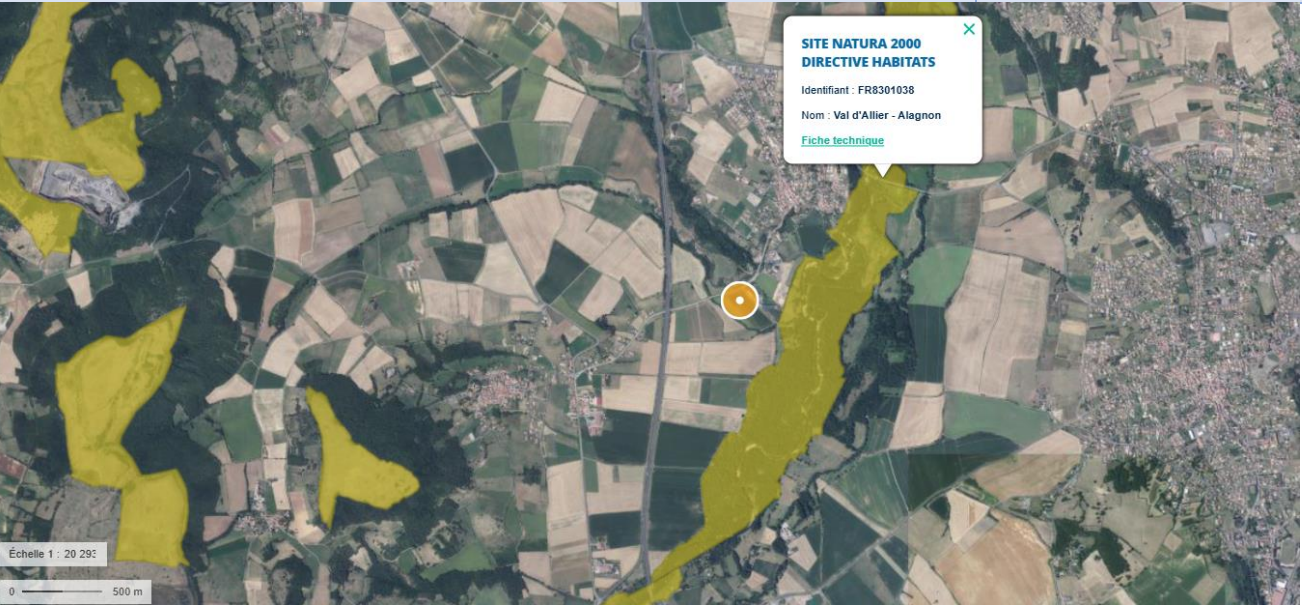 SITE NATURA 2000
DIRECTIVE HABITATS
Identifiant : FR8301038
Nom : Val d'Allier - Alagnon
Fiche technique
Échelle 1 : 20 293
0 500 m